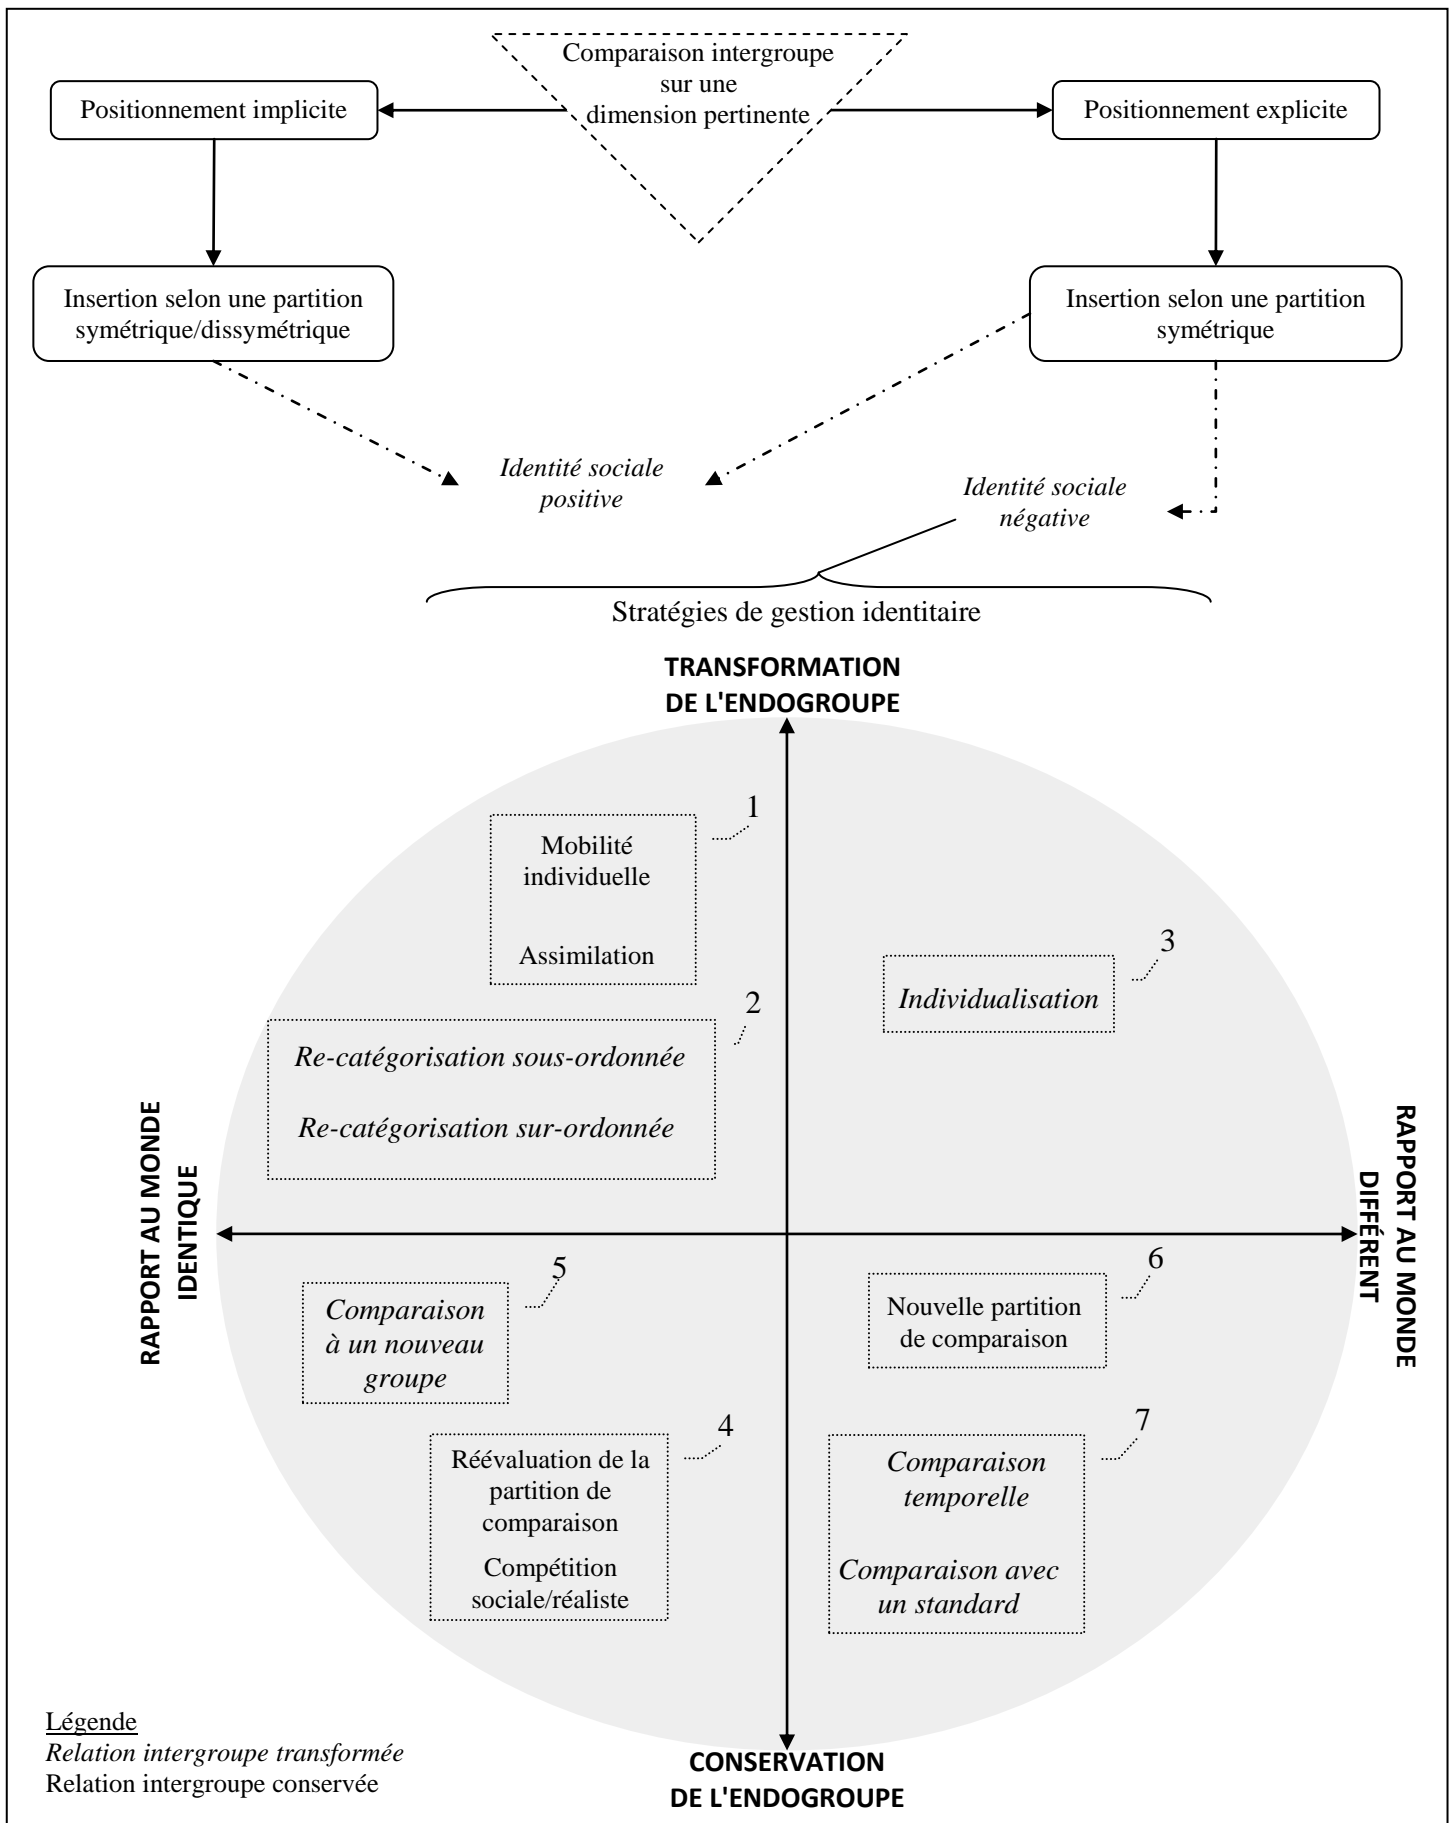 Comparaison intergroupe
sur une
dimension pertinente
Positionnement implicite
Positionnement explicite
Insertion selon une partition
symétrique/dissymétrique
Insertion selon une partition
symétrique
Identité sociale
positive
Identité sociale
négative
Stratégies de gestion identitaire
TRANSFORMATION
DE L'ENDOGROUPE
1
Mobilité
individuelle
Assimilation
3
Individualisation
2
Re-catégorisation sous-ordonnée
Re-catégorisation sur-ordonnée
RAPPORT AU MONDE
IDENTIQUE
RAPPORT AU MONDE
DIFFÉRENT
5
Comparaison
à un nouveau
groupe
6
Nouvelle partition
de comparaison
4
Réévaluation de la
partition de
comparaison
Compétition
sociale/réaliste
7
Comparaison
temporelle
Comparaison avec
un standard
Légende
Relation intergroupe transformée
Relation intergroupe conservée
CONSERVATION
DE L'ENDOGROUPE